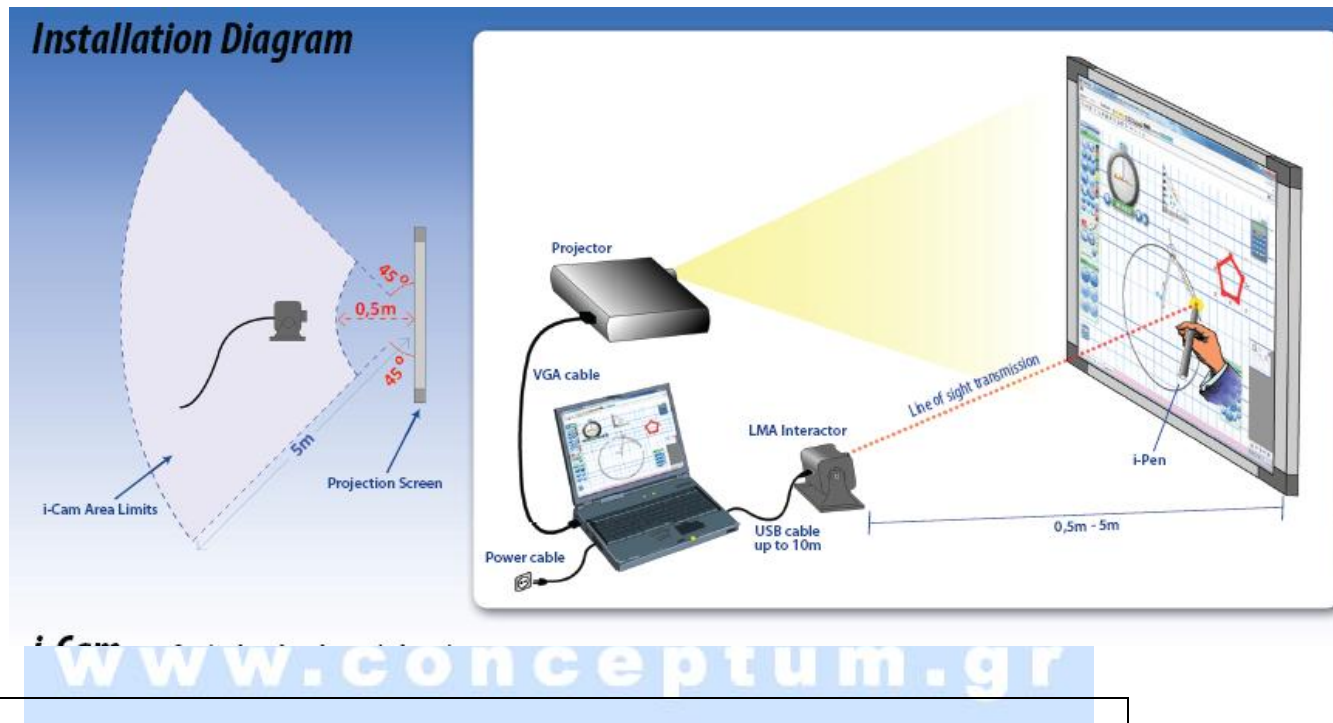 Installation Diagram
45°
0,5m
45°
5m
i-Cam Area Limits
Projection Screen
Projector
VGA cable
LMA Interactor
Line of sight transmission
i-Pen
USB cable
up to 10m
0,5m - 5m
Power cable
i-Cam
www.conceptum.gr